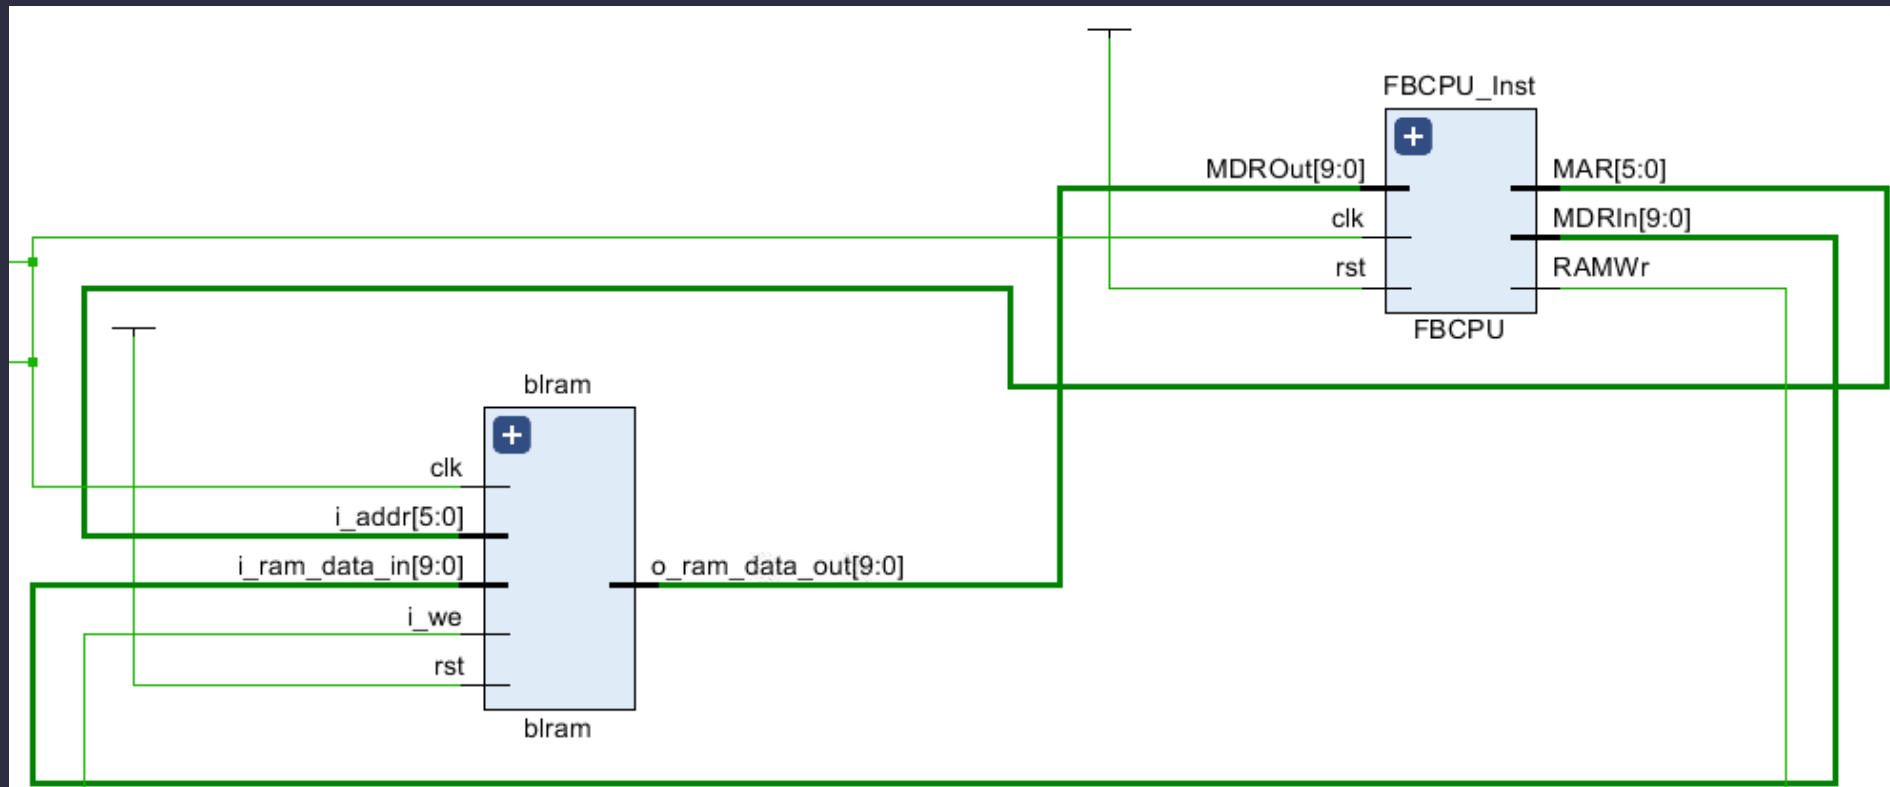 FBCPU_Inst
MDROut[9:0]
clk
rst
MAR[5:0]
MDRIn[9:0]
RAMWr
FBCPU
blram
clk
i_addr[5:0]
i_ram_data_in[9:0]
i_we
rst
o_ram_data_out[9:0]
blram